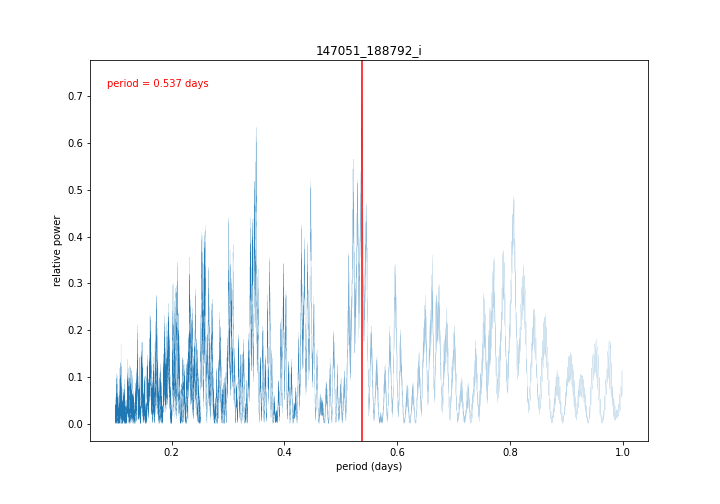 147051_188792_i
period = 0.537 days
relative power
0.7
0.6
0.5
0.4
0.3
0.2
0.1
0.0
0.2 0.4 0.6 0.8 1.0
period (days)